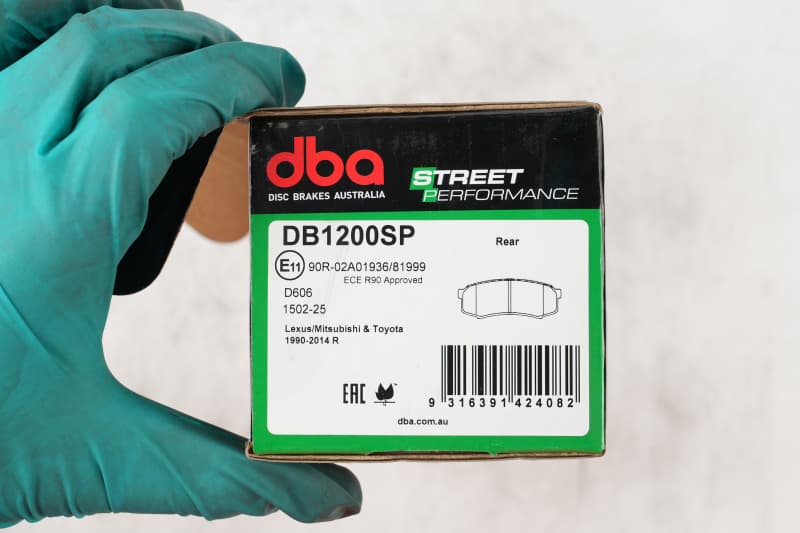 dba
DISC BRAKES AUSTRALIA
STREET
PERFORMANCE
DB1200SP
Rear
E11 90R-02A01936/81999
ECE R90 Approved
D606
1502-25
Lexus/Mitsubishi & Toyota
1990-2014 R
EAC
9 316391 424082
dba.com.au